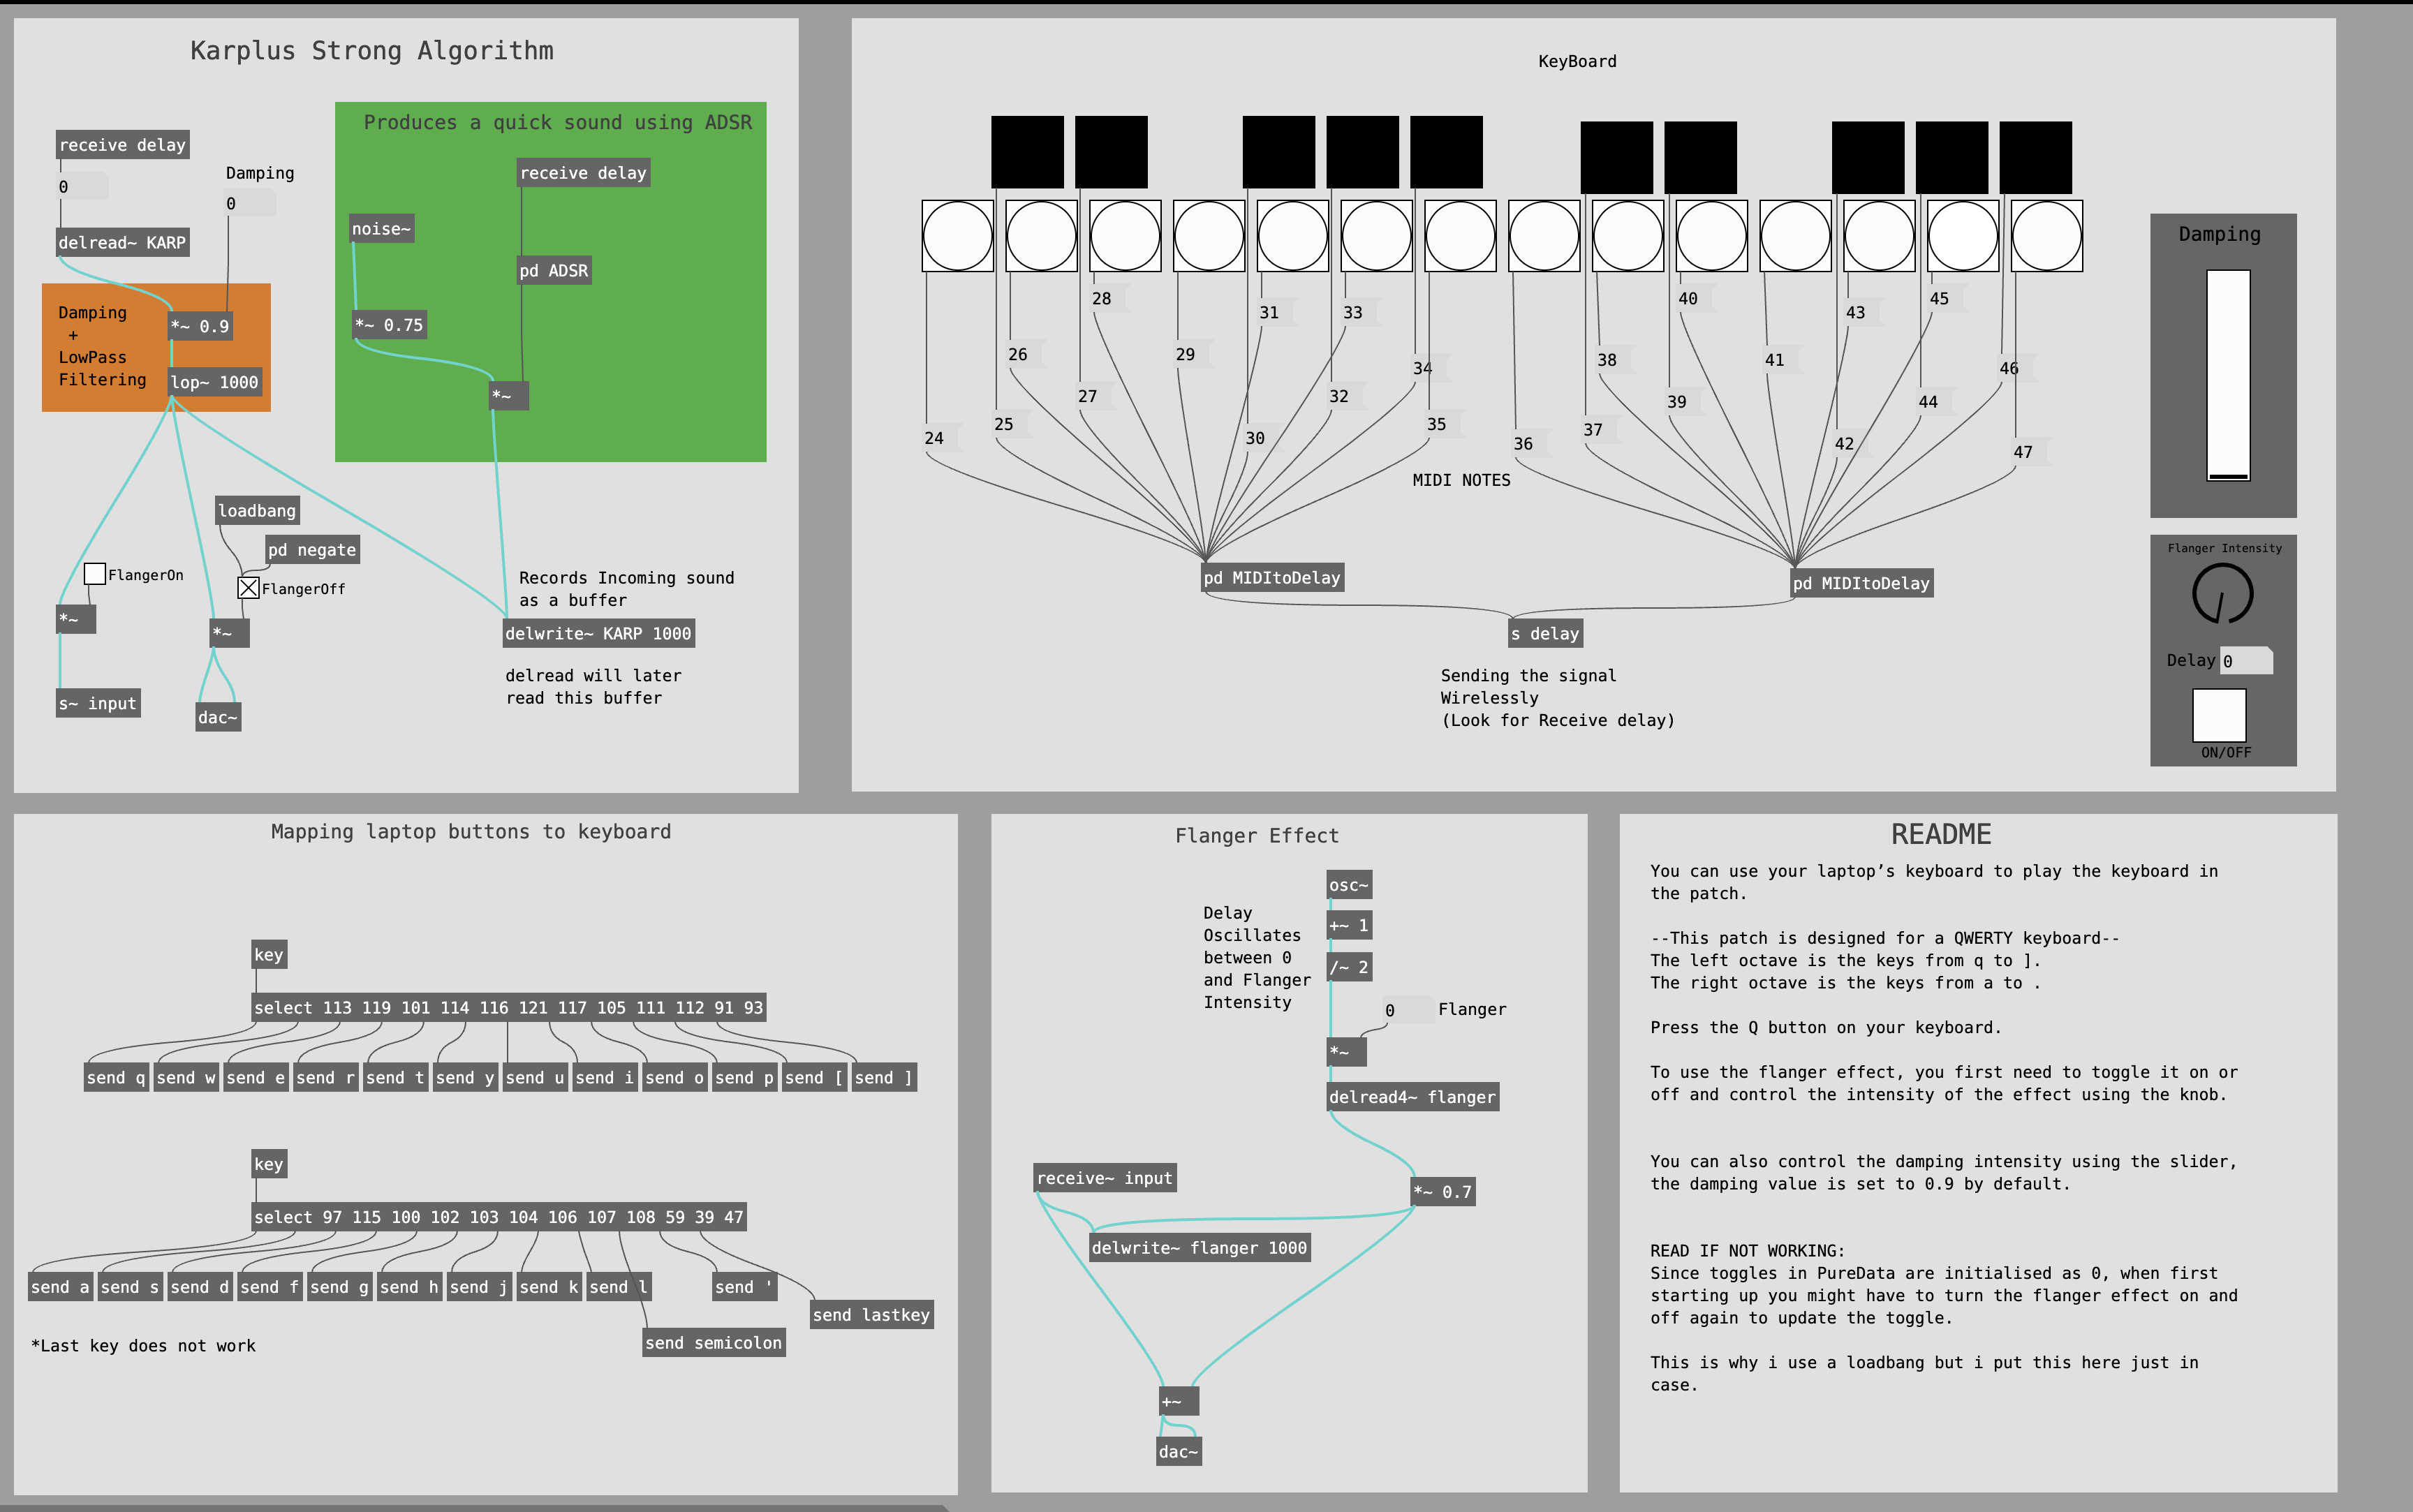 Karplus Strong Algorithm
receive delay
0
Damping
0
delread~ KARP
Damping
+
LowPass
Filtering
*~ 0.9
lop~ 1000
Produces a quick sound using ADSR
receive delay
noise~
pd ADSR
*~ 0.75
*~
loadbang
pd negate
FlangerOn
FlangerOff
*~
*~
s~ input
dac~
Records Incoming sound
as a buffer
delwrite~ KARP 1000
delread will later
read this buffer
KeyBoard
28
31
33
40
43
45
26
29
34
38
41
46
27
32
39
44
24
25
30
35
36
37
42
47
MIDI NOTES
pd MIDItoDelay
pd MIDItoDelay
s delay
Sending the signal
Wirelessly
(Look for Receive delay)
Damping
Flanger Intensity
Delay 0
ON/OFF
Mapping laptop buttons to keyboard
key
select 113 119 101 114 116 121 117 105 111 112 91 93
send q
send w
send e
send r
send t
send y
send u
send i
send o
send p
send [
send ]
key
select 97 115 100 102 103 104 106 107 108 59 39 47
send a
send s
send d
send f
send g
send h
send j
send k
send l
send '
send lastkey
send semicolon
*Last key does not work
Flanger Effect
osc~
+~ 1
/~ 2
Delay
Oscillates
between 0
and Flanger
Intensity
0
Flanger
*~
delread4~ flanger
receive~ input
*~ 0.7
delwrite~ flanger 1000
+~
dac~
README
You can use your laptop’s keyboard to play the keyboard in
the patch.
--This patch is designed for a QWERTY keyboard--
The left octave is the keys from q to ].
The right octave is the keys from a to .
Press the Q button on your keyboard.
To use the flanger effect, you first need to toggle it on or
off and control the intensity of the effect using the knob.
You can also control the damping intensity using the slider,
the damping value is set to 0.9 by default.
READ IF NOT WORKING:
Since toggles in PureData are initialised as 0, when first
starting up you might have to turn the flanger effect on and
off again to update the toggle.
This is why i use a loadbang but i put this here just in
case.